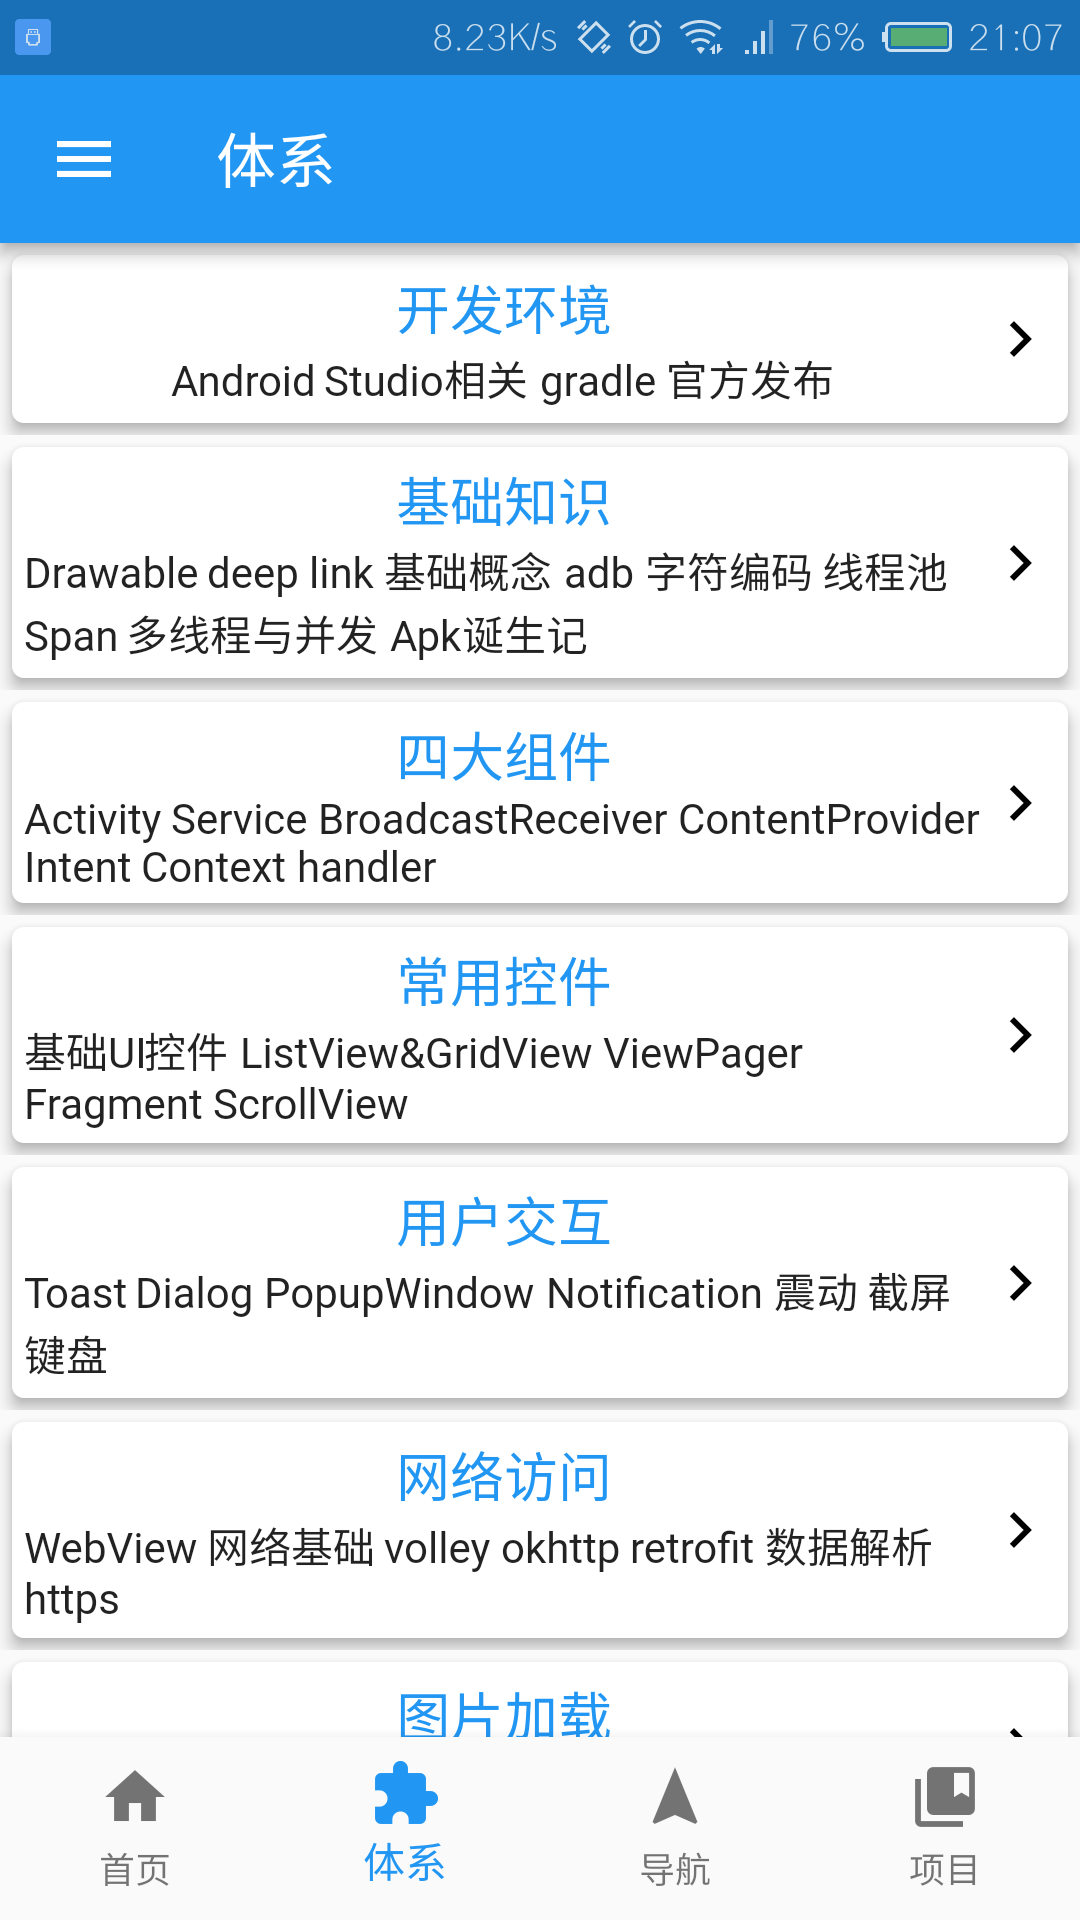 8.23K/s 76% 21:07
体系
开发环境
Android Studio相关 gradle 官方发布
基础知识
Drawable deep link 基础概念 adb 字符编码 线程池
Span 多线程与并发 Apk诞生记
四大组件
Activity Service BroadcastReceiver ContentProvider
Intent Context handler
常用控件
基础UI控件 ListView&GridView ViewPager
Fragment ScrollView
用户交互
Toast Dialog PopupWindow Notification 震动 截屏
键盘
网络访问
WebView 网络基础 volley okhttp retrofit 数据解析
https
图片加载
首页 体系 导航 项目